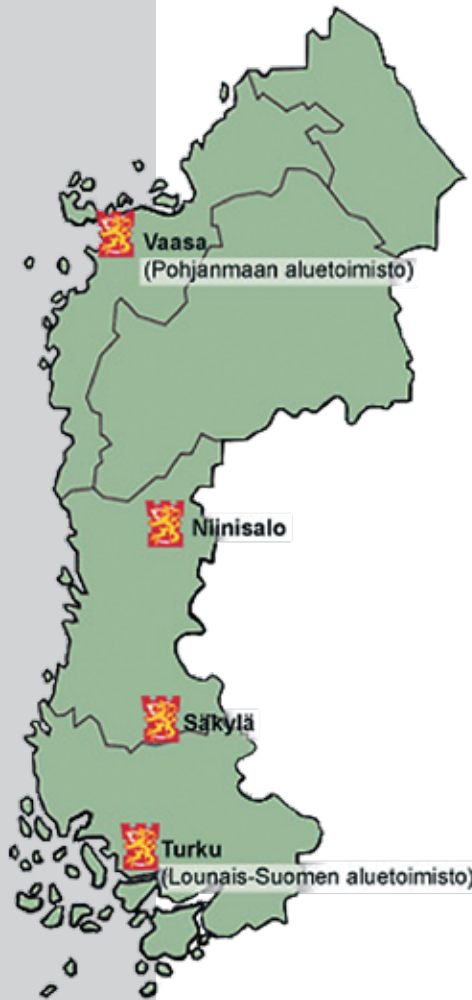 Vaasa
(Pohjanmaan aluetoimisto)
Niinisalo
Säkylä
Turku
(Lounais-Suomen aluetoimisto)